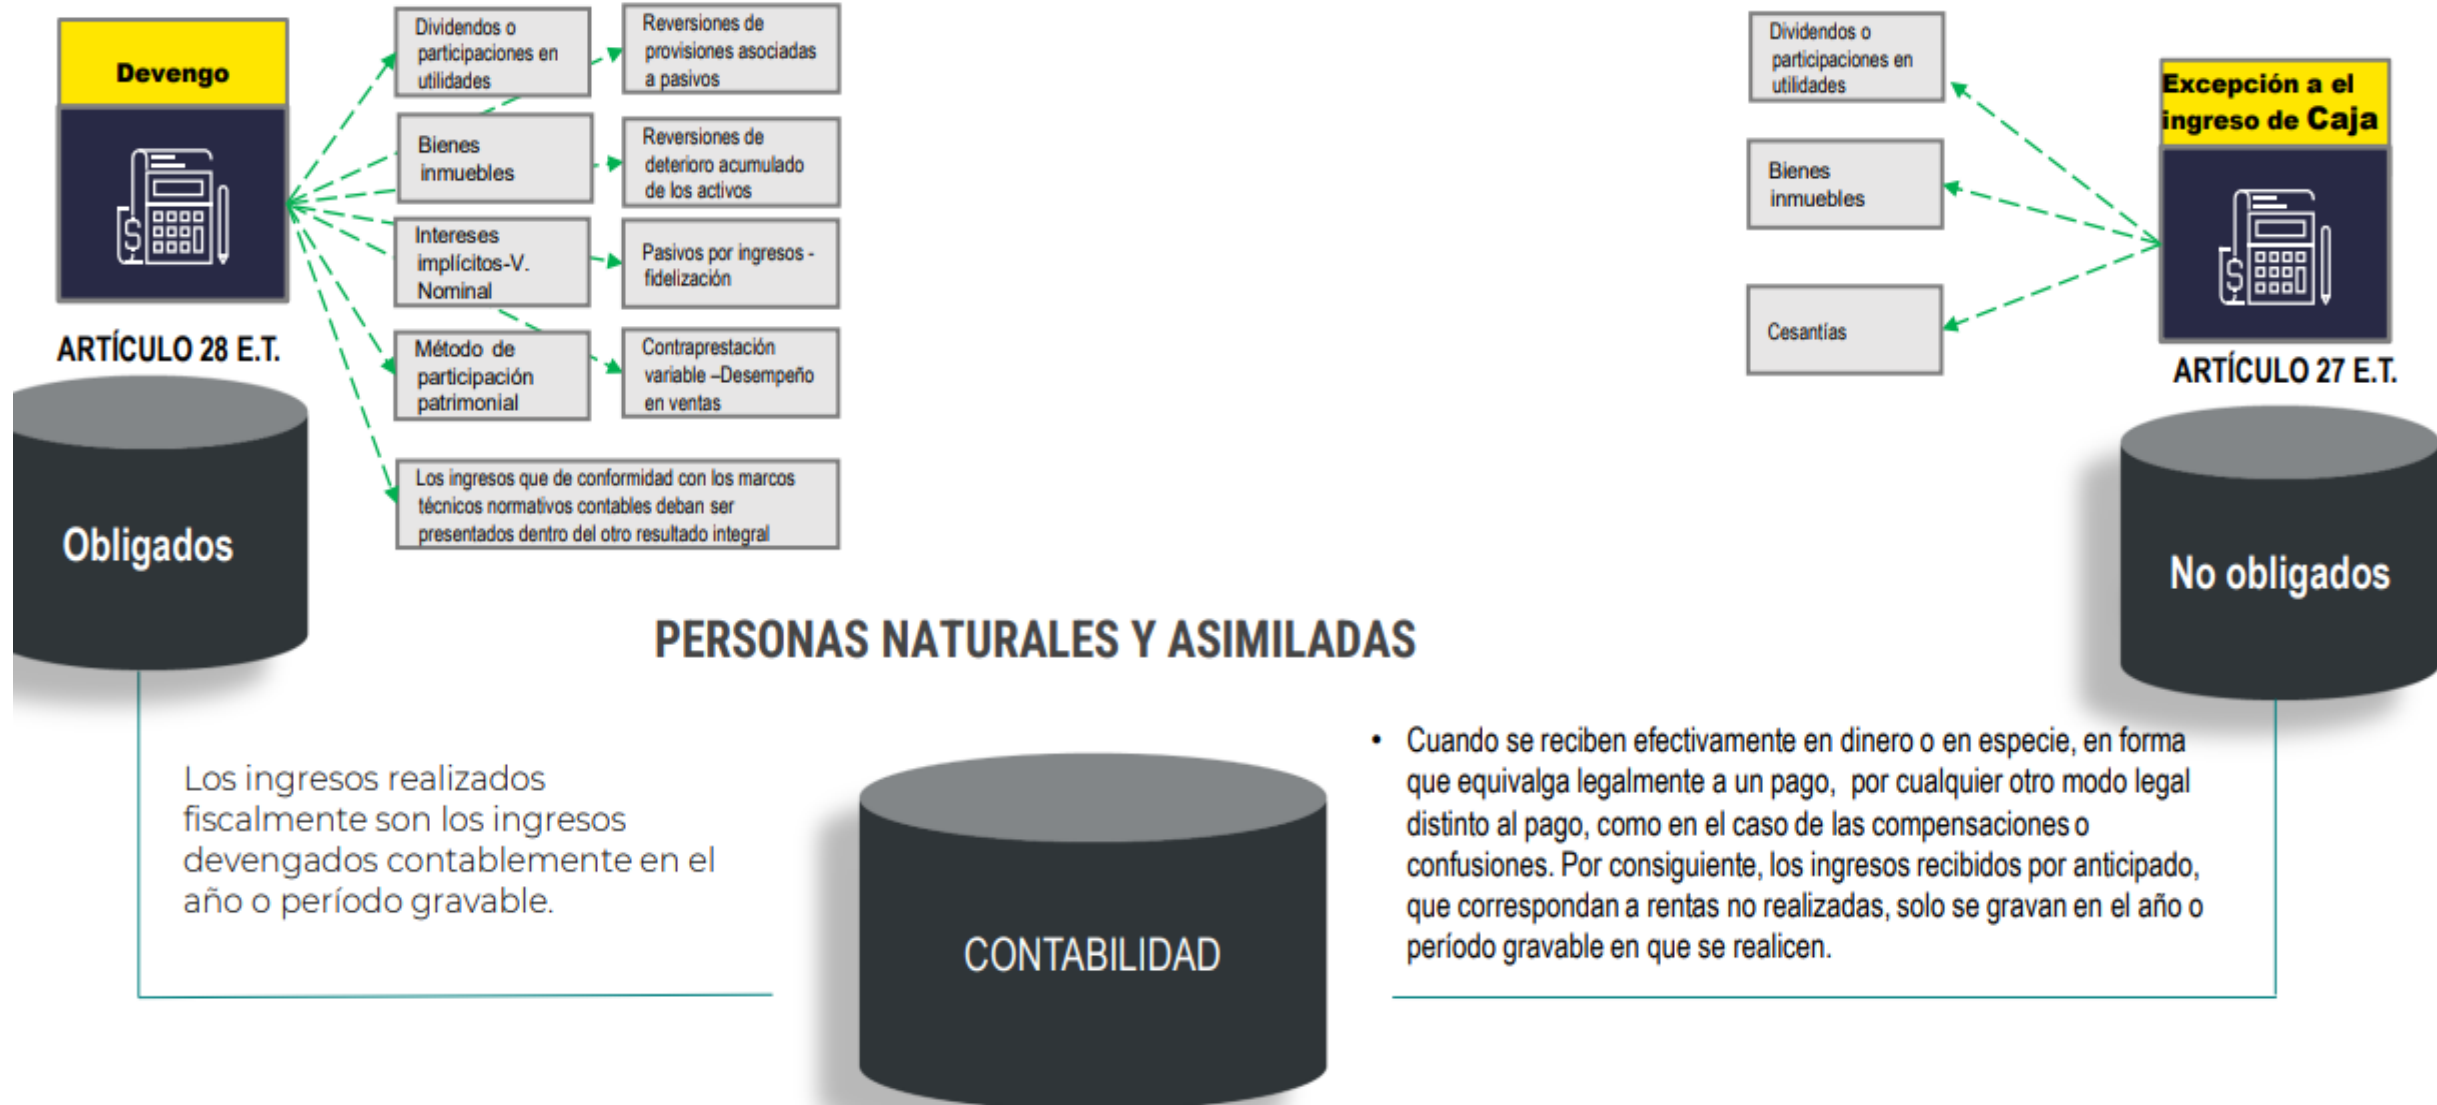 Devengo
ARTÍCULO 28 E.T.
Obligados
Dividendos o
participaciones en
utilidades
Reversiones de
provisiones asociadas
a pasivos
Bienes
inmuebles
Reversiones de
deterioro acumulado
de los activos
Intereses
implícitos-V.
Nominal
Pasivos por ingresos -
fidelización
Método de
participación
patrimonial
Contraprestación
variable –Desempeño
en ventas
Los ingresos que de conformidad con los marcos
técnicos normativos contables deban ser
presentados dentro del otro resultado integral
Dividendos o
participaciones en
utilidades
Bienes
inmuebles
Cesantías
Excepción a el
ingreso de Caja
ARTÍCULO 27 E.T.
No obligados
PERSONAS NATURALES Y ASIMILADAS
Los ingresos realizados
fiscalmente son los ingresos
devengados contablemente en el
año o período gravable.
CONTABILIDAD
• Cuando se reciben efectivamente en dinero o en especie, en forma
que equivalga legalmente a un pago, por cualquier otro modo legal
distinto al pago, como en el caso de las compensaciones o
confusiones. Por consiguiente, los ingresos recibidos por anticipado,
que correspondan a rentas no realizadas, solo se gravan en el año o
período gravable en que se realicen.